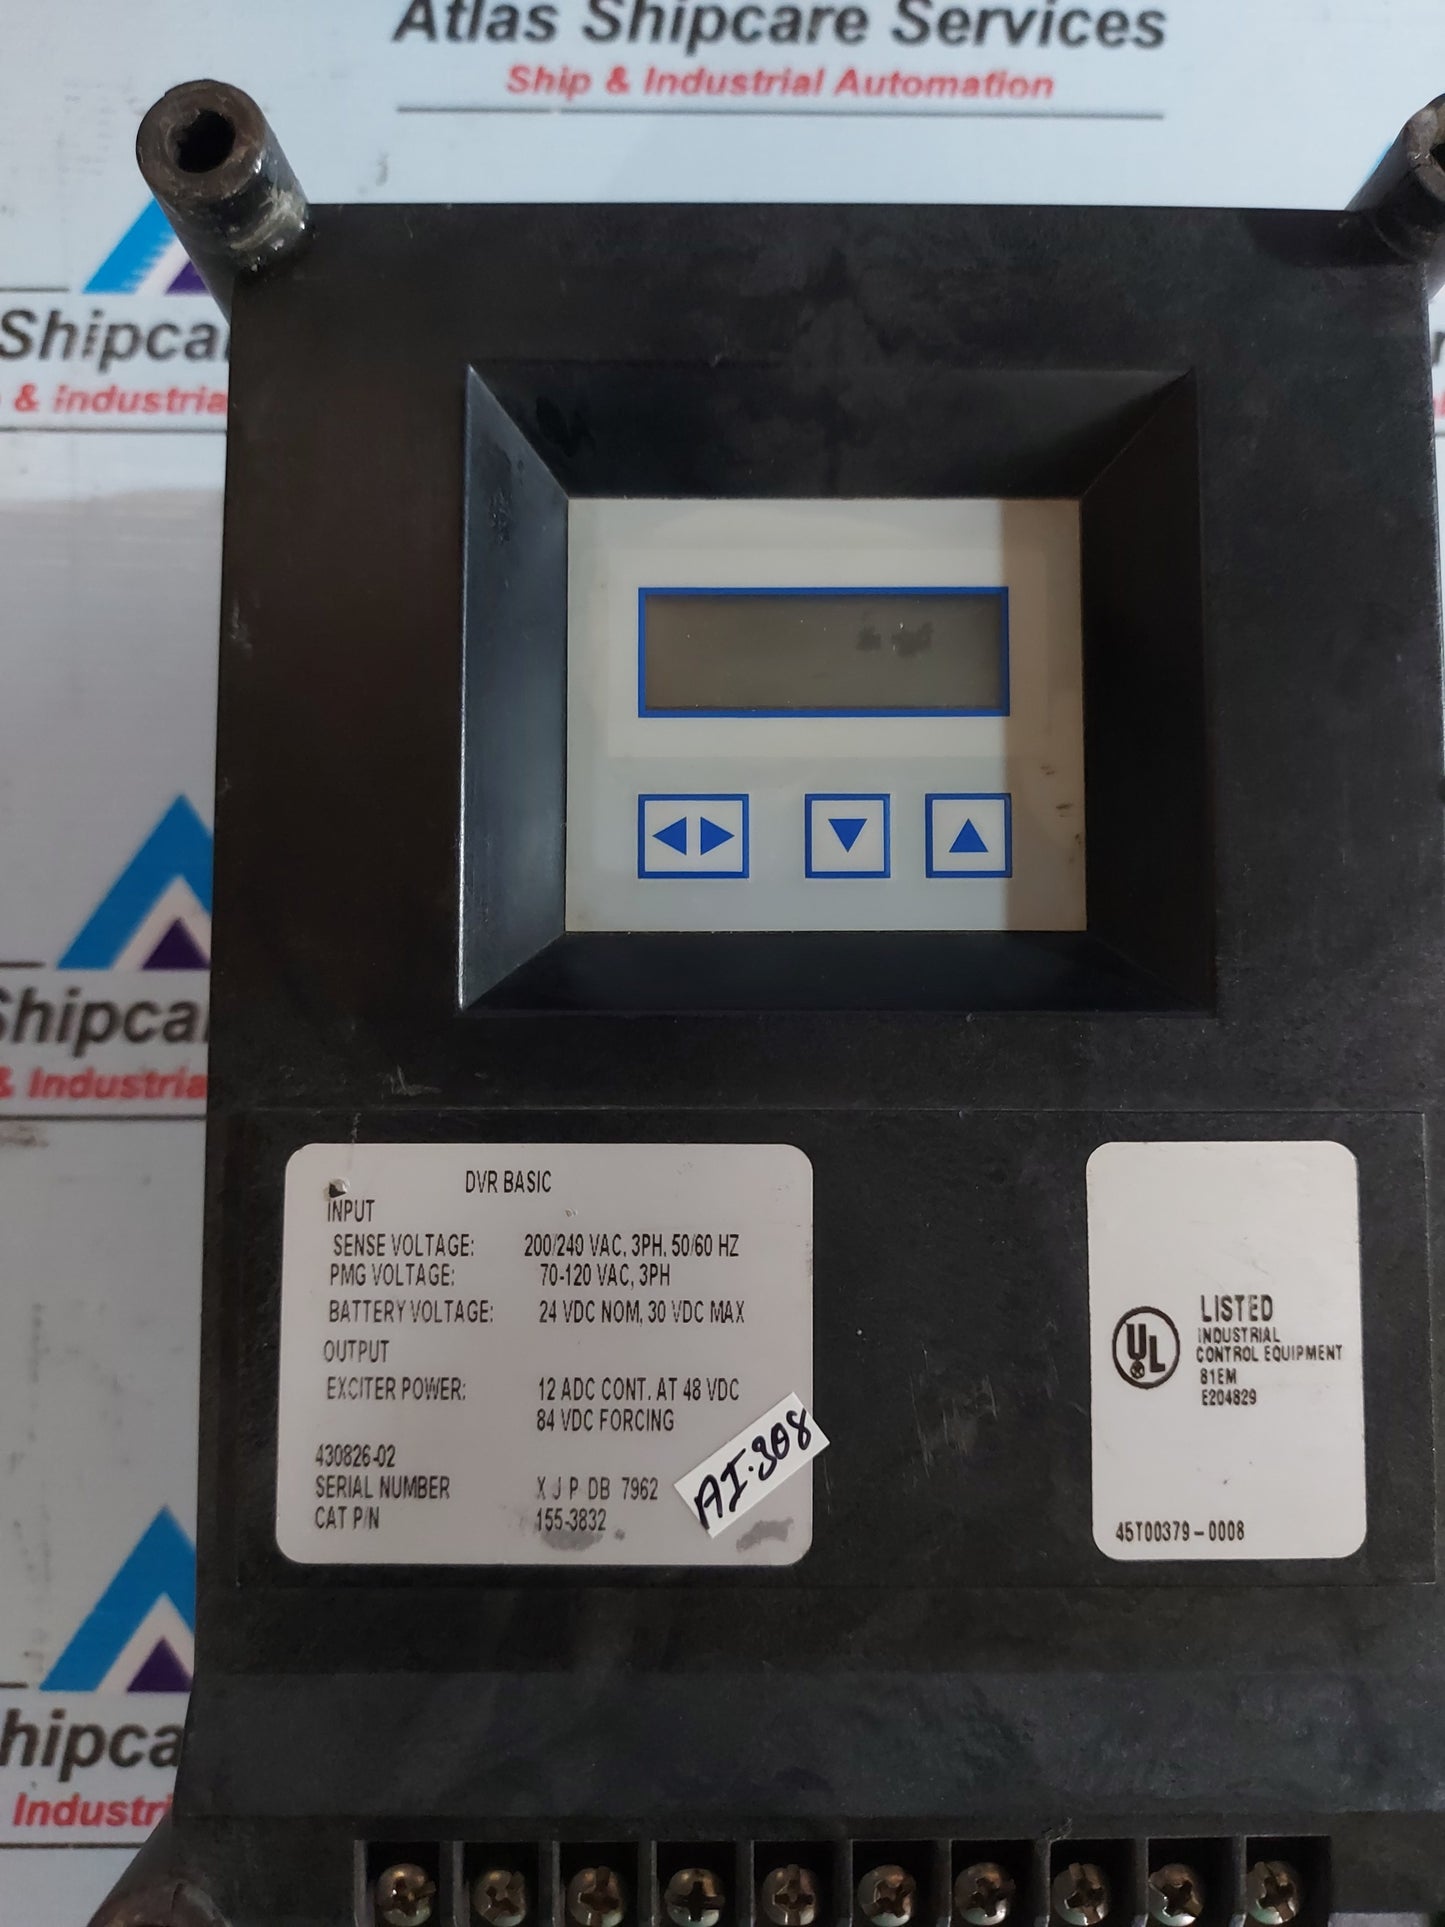 Atlas Shipcare Services
Ship & Industrial Automation
Shipca
& Industria
Shipca
& Industria
DVR BASIC
INPUT
SENSE VOLTAGE: 200/240 VAC, 3PH, 50/60 HZ
PMG VOLTAGE: 70-120 VAC, 3PH
BATTERY VOLTAGE: 24 VDC NOM, 30 VDC MAX
OUTPUT
EXCITER POWER: 12 ADC CONT. AT 48 VDC
84 VDC FORCING
430826-02
SERIAL NUMBER X J P DB 7962
CAT P/N 155-3832
AI-308
UL
LISTED
INDUSTRIAL
CONTROL EQUIPMENT
81EM
E204829
45T00379-0008
hipca
Industri